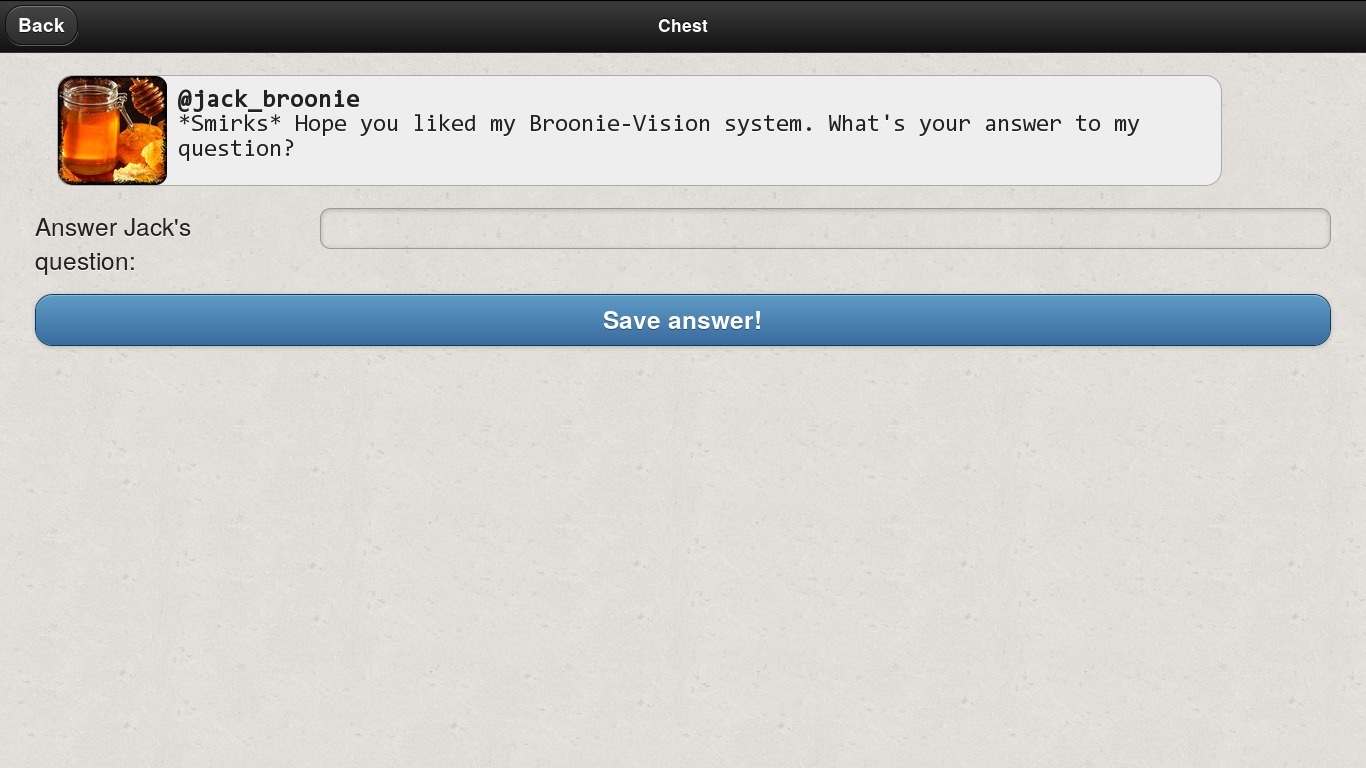 Back
Chest
@jack_broonie
*Smirks* Hope you liked my Broonie-Vision system. What's your answer to my
question?
Answer Jack's
question:
Save answer!